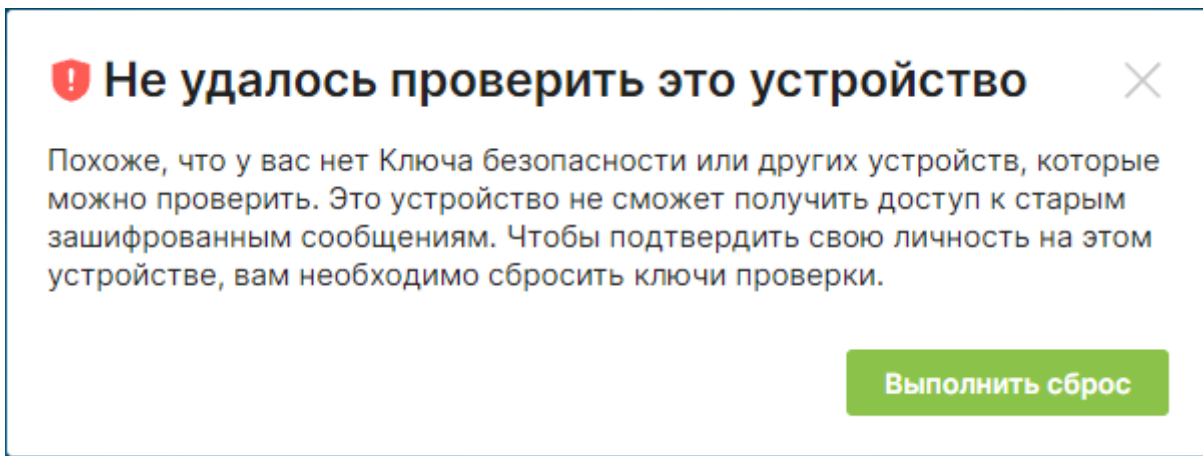 Не удалось проверить это устройство
Похоже, что у вас нет Ключа безопасности или других устройств, которые
можно проверить. Это устройство не сможет получить доступ к старым
зашифрованным сообщениям. Чтобы подтвердить свою личность на этом
устройстве, вам необходимо сбросить ключи проверки.
Выполнить сброс